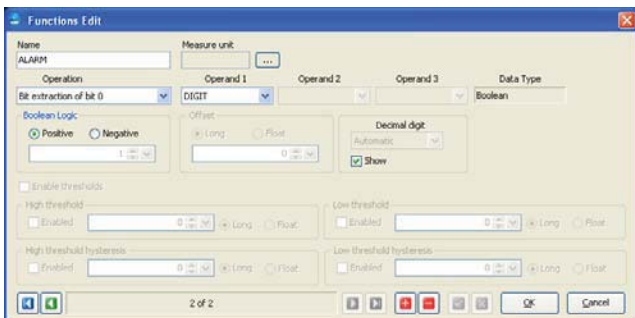 Functions Edit
Name Measure unit
ALARM ...
Operation Operand 1 Operand 2 Operand 3 Data Type
Bit extraction of bit 0 DIGIT Boolean
Boolean Logic Offset Decimal digit
Positive Negative Long Float Automatic
1 0 Show
Enable thresholds
High threshold Low threshold
Enabled 0 Long Float Enabled 0 Long Float
High threshold hysteresis Low threshold hysteresis
Enabled 0 Long Float Enabled 0 Long Float
2 of 2 OK Cancel